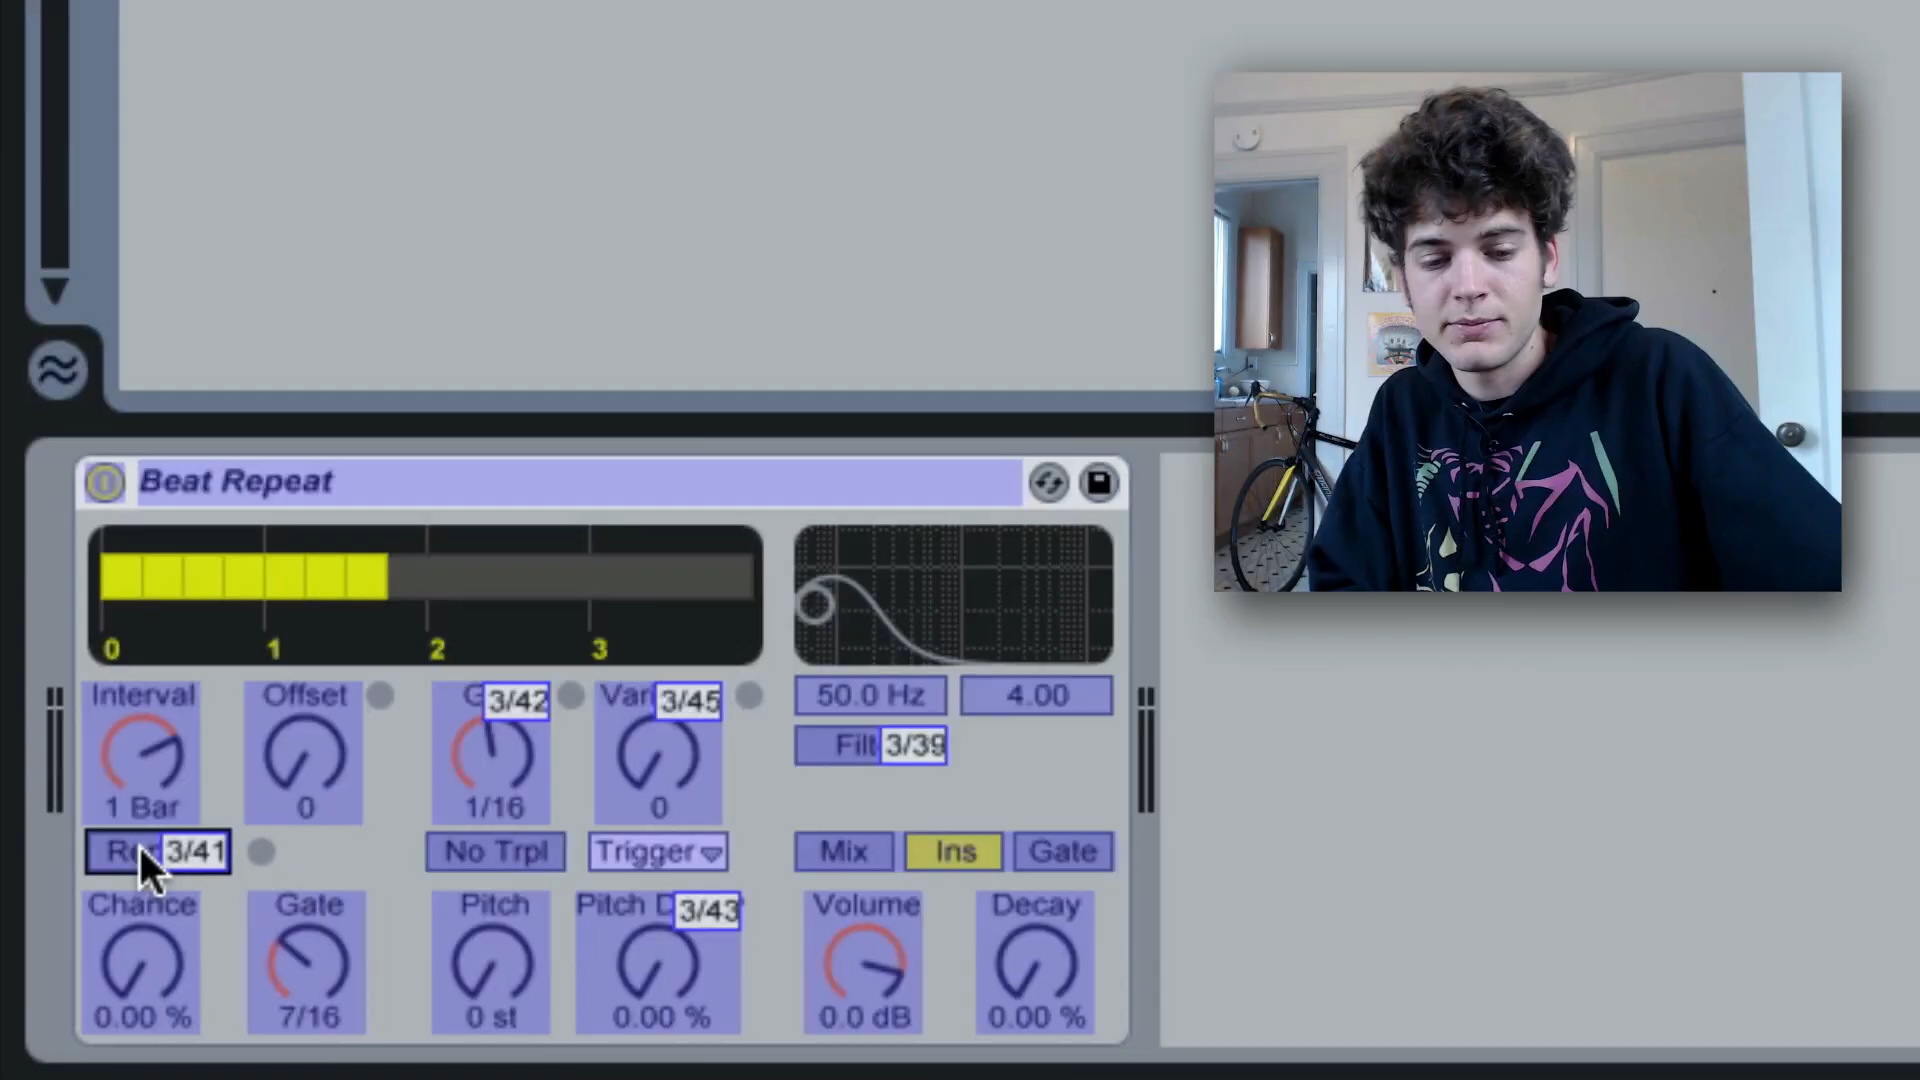 Beat Repeat
0 1 2 3
Interval Offset G 3/42 Vari 3/45 50.0 Hz 4.00
Filt 3/39
1 Bar 0 1/16 0
Re 3/41 No Trpl Trigger Mix Ins Gate
Chance Gate Pitch Pitch D 3/43 Volume Decay
0.00 % 7/16 0 st 0.00 % 0.0 dB 0.00 %